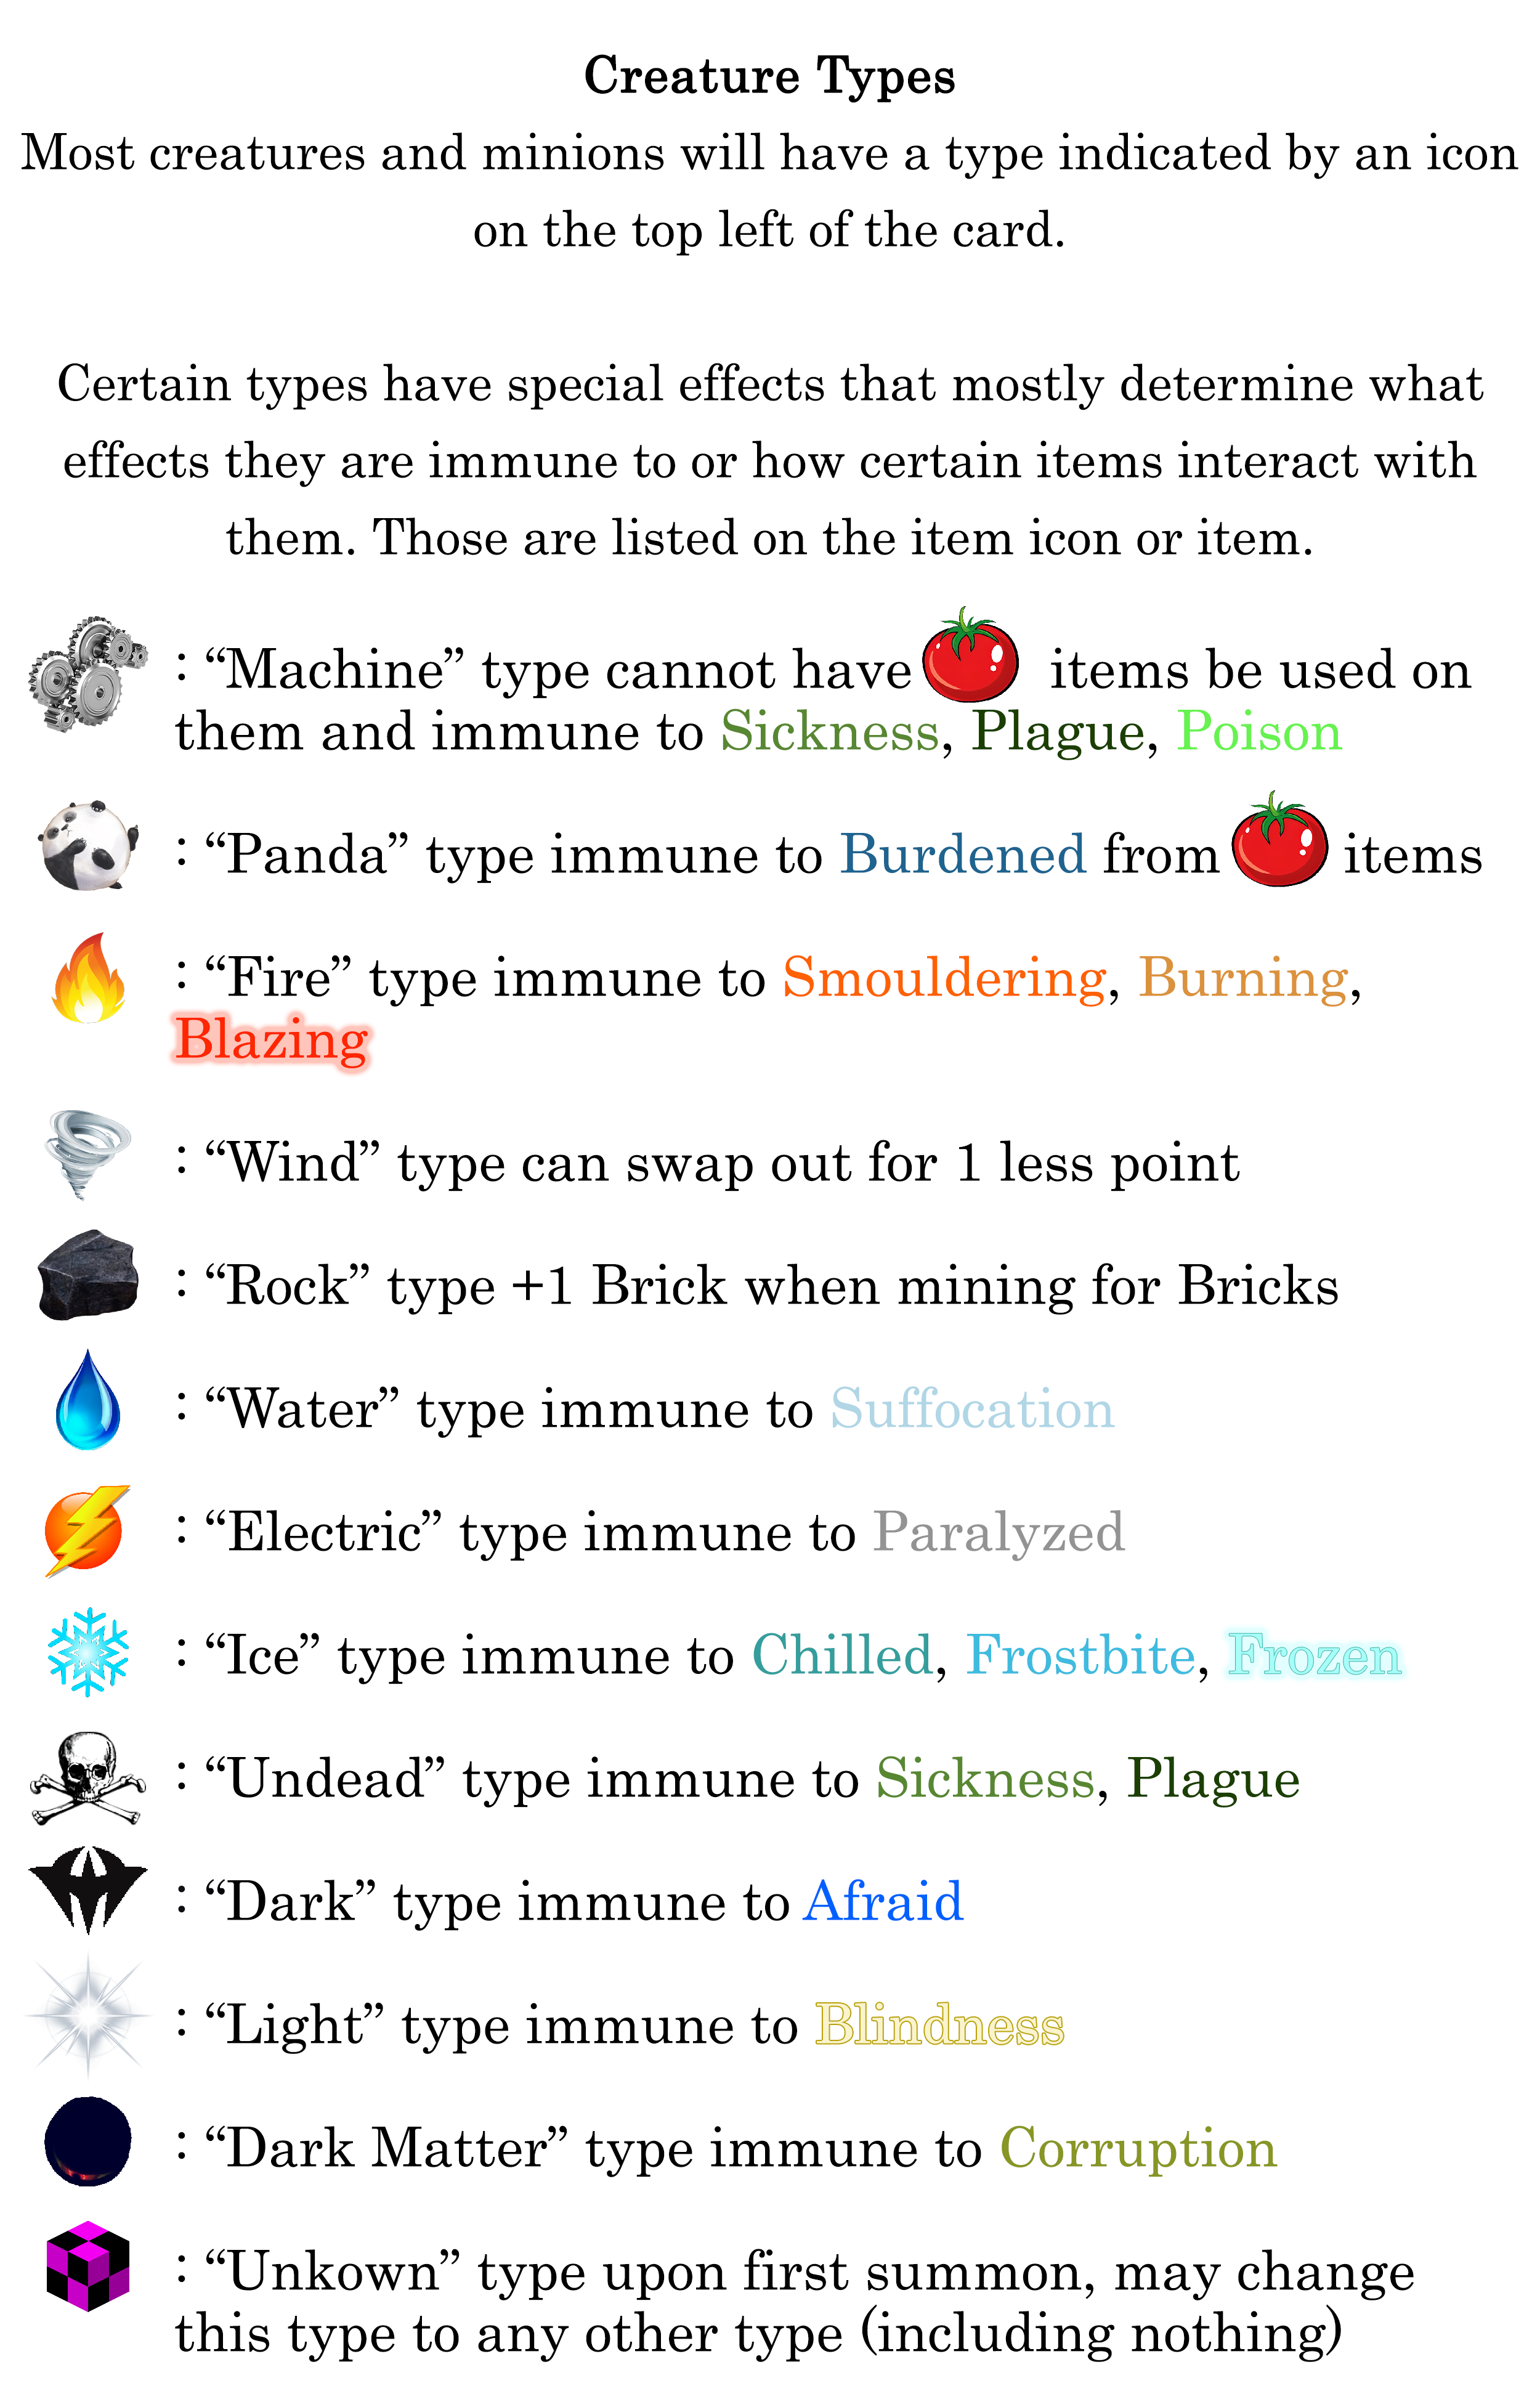 Creature Types
Most creatures and minions will have a type indicated by an icon
on the top left of the card.
Certain types have special effects that mostly determine what
effects they are immune to or how certain items interact with
them. Those are listed on the item icon or item.
: “Machine” type cannot have items be used on
them and immune to Sickness, Plague, Poison
: “Panda” type immune to Burdened from items
: “Fire” type immune to Smouldering, Burning,
Blazing
: “Wind” type can swap out for 1 less point
: “Rock” type +1 Brick when mining for Bricks
: “Water” type immune to Suffocation
: “Electric” type immune to Paralyzed
: “Ice” type immune to Chilled, Frostbite, Frozen
: “Undead” type immune to Sickness, Plague
: “Dark” type immune to Afraid
: “Light” type immune to Blindness
: “Dark Matter” type immune to Corruption
: “Unkown” type upon first summon, may change
this type to any other type (including nothing)